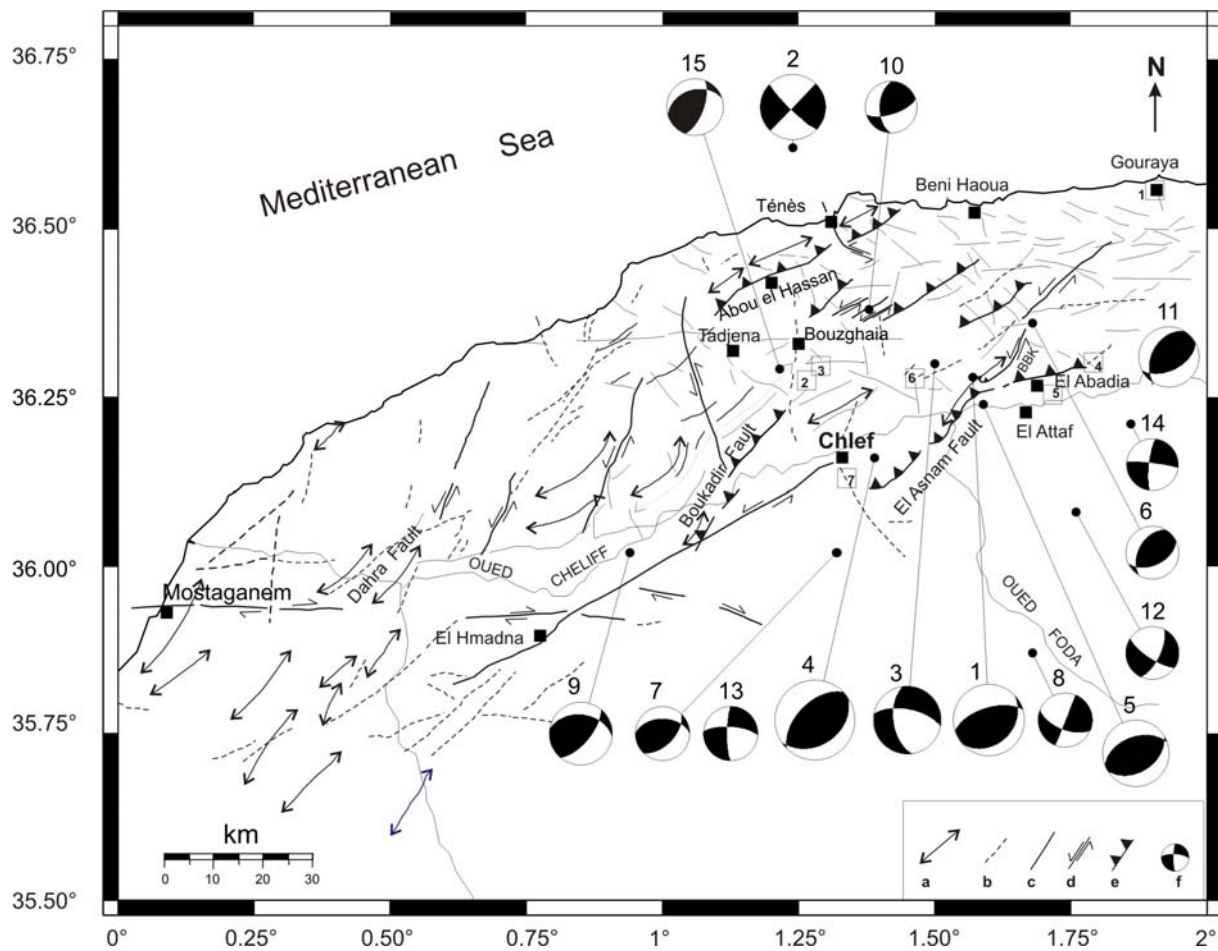 36.75°
36.50°
36.25°
36.00°
35.75°
35.50°
15
2
10
N
Mediterranean Sea
Gouraya
1
Beni Haoua
Ténès
Abou el Hassan
Tadjena
Bouzghaia
11
3
2
6
BBK
4
El Abadia
5
El Attaf
Chlef
7
El Asnam Fault
Boukadir Fault
14
6
OUED
CHELIFF
Dahra Fault
Mostaganem
El Hmadna
OUED
FODA
12
9
7
13
4
3
1
8
5
km
0 10 20 30
a b c d e f
0° 0.25° 0.50° 0.75° 1° 1.25° 1.50° 1.75° 2°